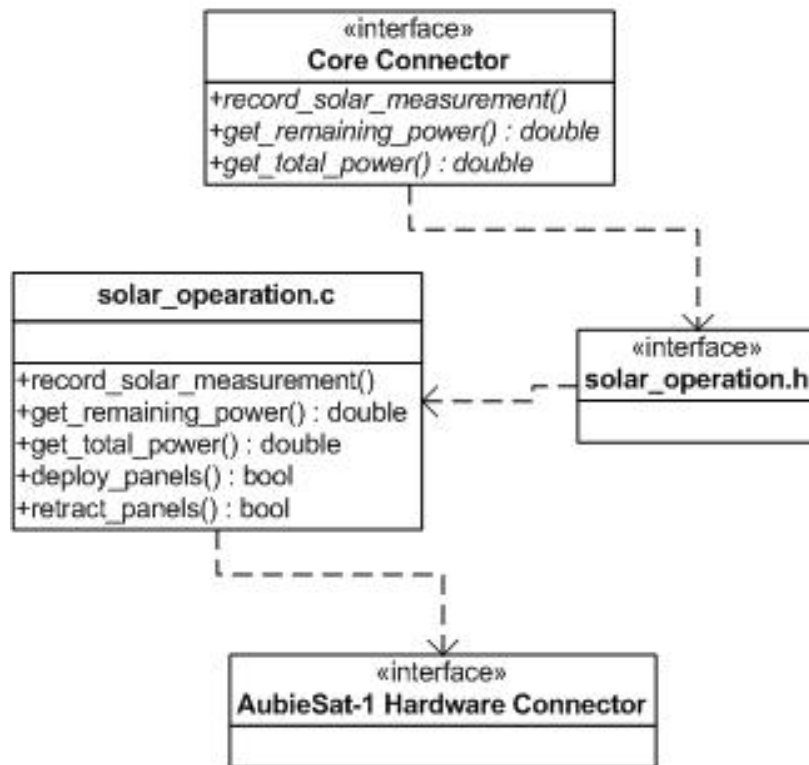 «interface»
Core Connector
+record_solar_measurement()
+get_remaining_power() : double
+get_total_power() : double
solar_opearation.c
+record_solar_measurement()
+get_remaining_power() : double
+get_total_power() : double
+deploy_panels() : bool
+retract_panels() : bool
«interface»
solar_operation.h
«interface»
AubieSat-1 Hardware Connector